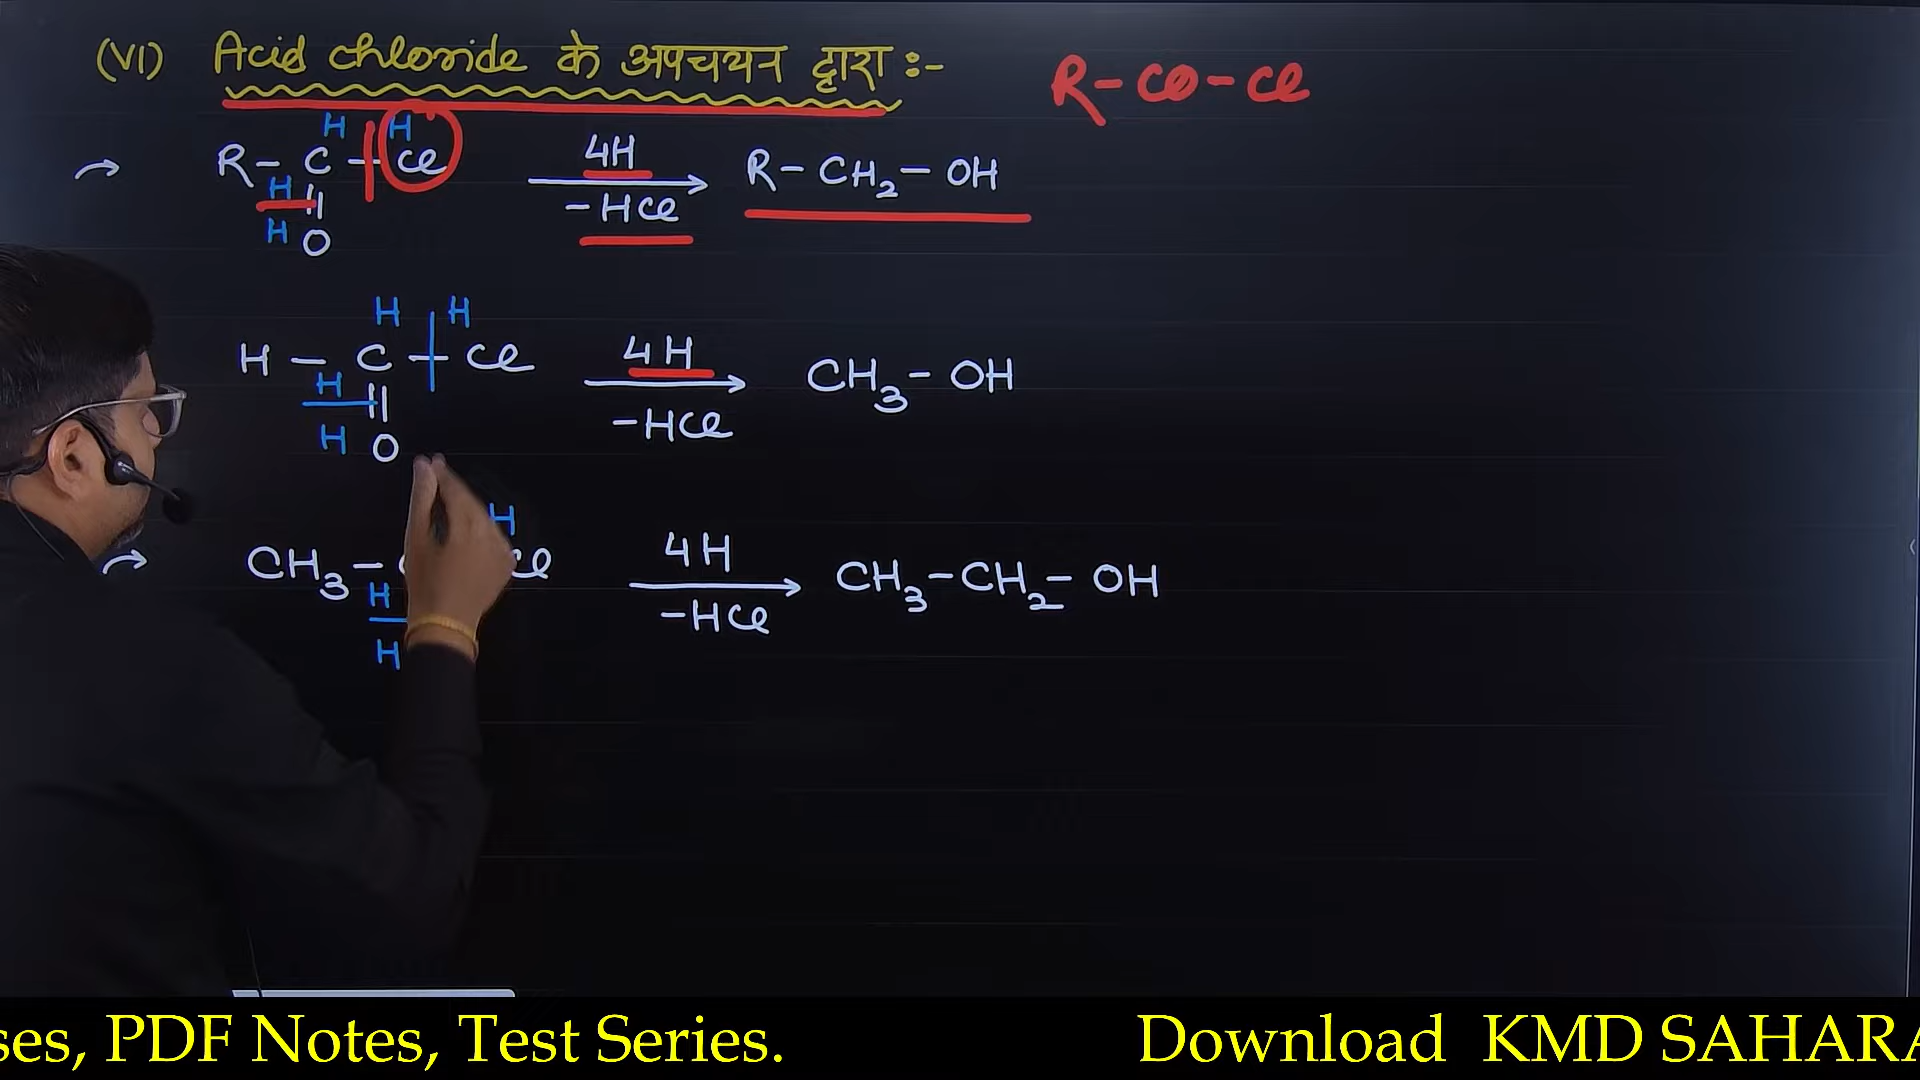 (VI) Acid chloride के अपचयन द्वारा :-
R-CO-Cl
H H
R - C - Cl 4H R - CH2 - OH
H -HCl
H O
H H
H - C - Cl 4H CH3 - OH
H -HCl
H O
H
CH3 - Cl 4H CH3 - CH2 - OH
H -HCl
H
ses, PDF Notes, Test Series. Download KMD SAHARA